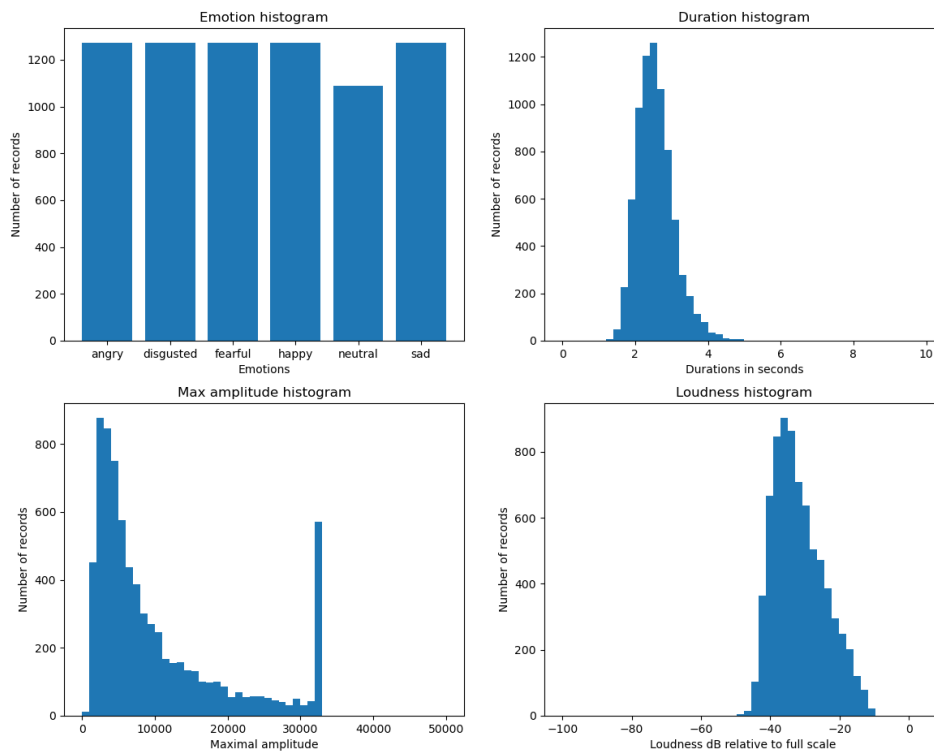 Emotion histogram
Number of records
0
200
400
600
800
1000
1200
angry disgusted fearful happy neutral sad
Emotions
Duration histogram
Number of records
0
200
400
600
800
1000
1200
0 2 4 6 8 10
Durations in seconds
Max amplitude histogram
Number of records
0
200
400
600
800
0 10000 20000 30000 40000 50000
Maximal amplitude
Loudness histogram
Number of records
0
200
400
600
800
−100 −80 −60 −40 −20 0
Loudness dB relative to full scale